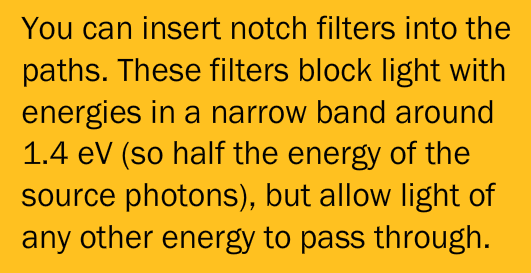 You can insert notch filters into the
paths. These filters block light with
energies in a narrow band around
1.4 eV (so half the energy of the
source photons), but allow light of
any other energy to pass through.